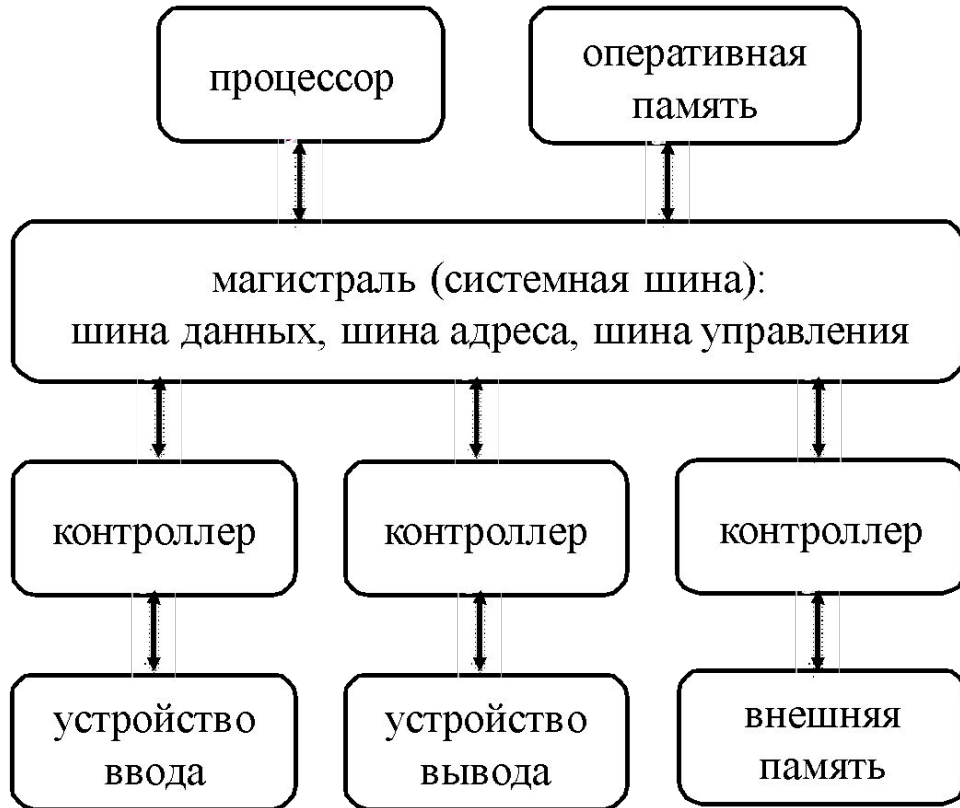 процессор
оперативная
память
магистраль (системная шина):
шина данных, шина адреса, шина управления
контроллер
контроллер
контроллер
устройство
ввода
устройство
вывода
внешняя
память